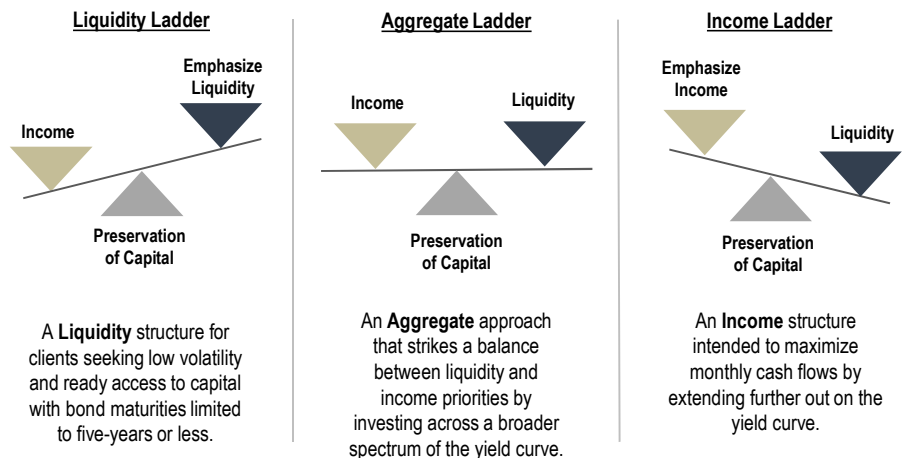 Liquidity Ladder
Emphasize
Liquidity
Income
Preservation
of Capital
A Liquidity structure for
clients seeking low volatility
and ready access to capital
with bond maturities limited
to five-years or less.
Aggregate Ladder
Income
Liquidity
Preservation
of Capital
An Aggregate approach
that strikes a balance
between liquidity and
income priorities by
investing across a broader
spectrum of the yield curve.
Income Ladder
Emphasize
Income
Liquidity
Preservation
of Capital
An Income structure
intended to maximize
monthly cash flows by
extending further out on the
yield curve.